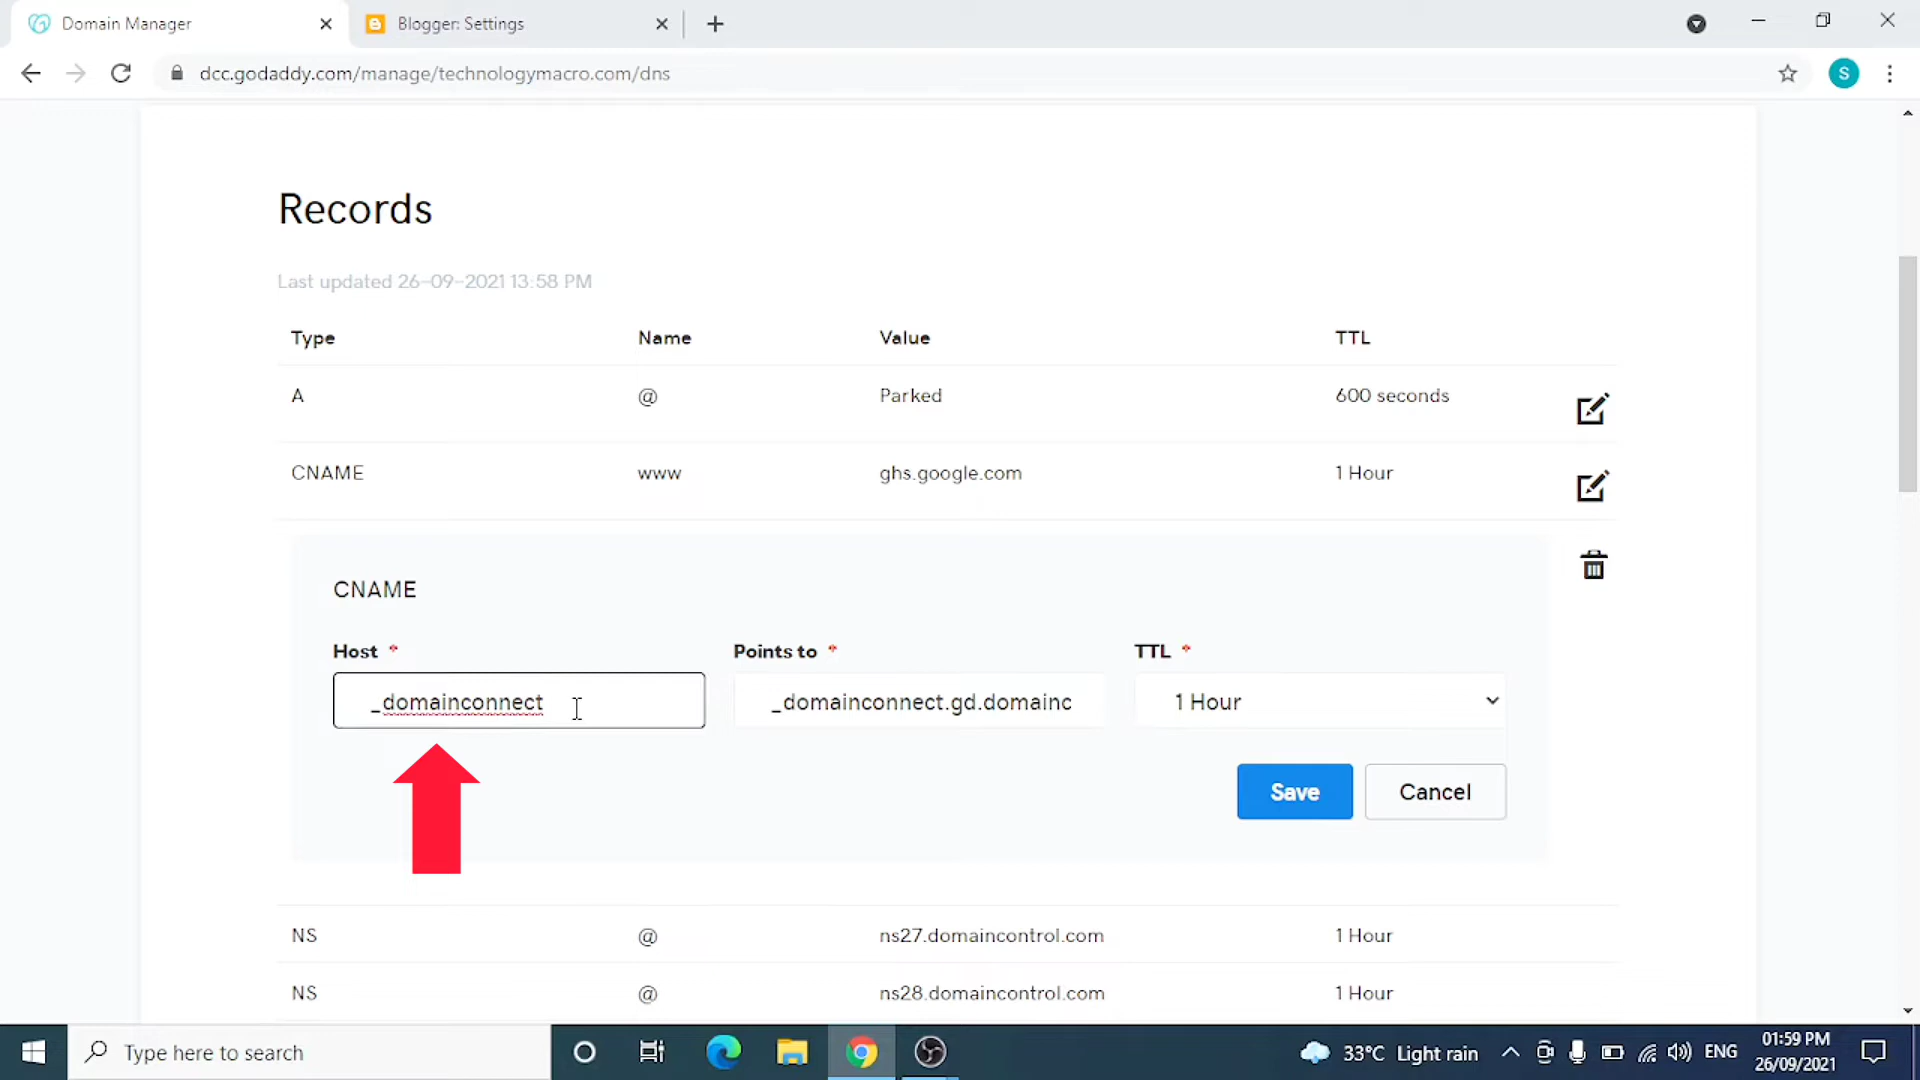 Domain Manager
Blogger: Settings
dcc.godaddy.com/manage/technologymacro.com/dns
S
Records
Last updated 26-09-2021 13:58 PM
Type Name Value TTL
A @ Parked 600 seconds
CNAME www ghs.google.com 1 Hour
CNAME
Host * Points to * TTL *
_domainconnect _domainconnect.gd.domainc 1 Hour
Save Cancel
NS @ ns27.domaincontrol.com 1 Hour
NS @ ns28.domaincontrol.com 1 Hour
Type here to search
33°C Light rain
ENG
01:59 PM
26/09/2021